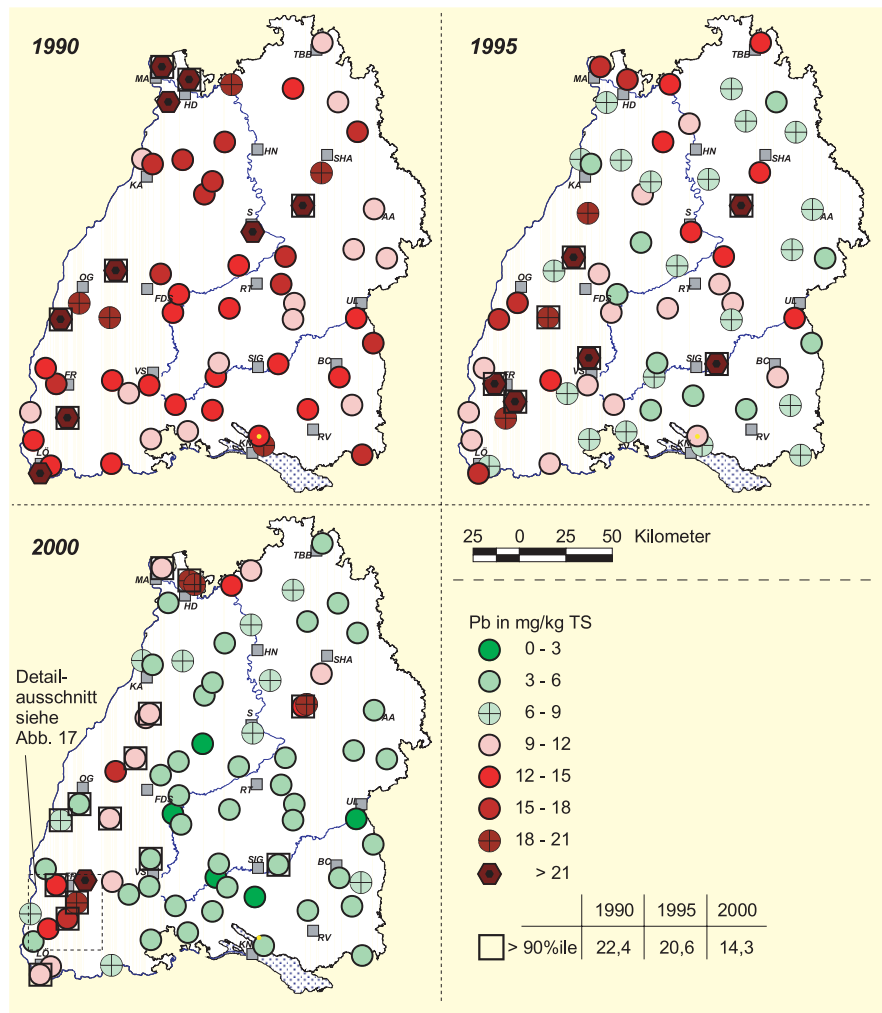 1990
TBB
MA
HD
HN
SHA
KA
S
AA
OG
FDS
RT
UL
FR
VS
SIG
BC
RV
KN
LÖ
1995
TBB
MA
HD
HN
SHA
KA
S
AA
OG
FDS
RT
UL
FR
VS
SIG
BC
RV
KN
LÖ
2000
TBB
MA
HD
HN
SHA
KA
S
AA
OG
FDS
RT
UL
VS
SIG
BC
RV
KN
LÖ
Detail-
ausschnitt
siehe
Abb. 17
25 0 25 50 Kilometer
Pb in mg/kg TS
0 - 3
3 - 6
6 - 9
9 - 12
12 - 15
15 - 18
18 - 21
> 21
1990 1995 2000
> 90%ile 22,4 20,6 14,3